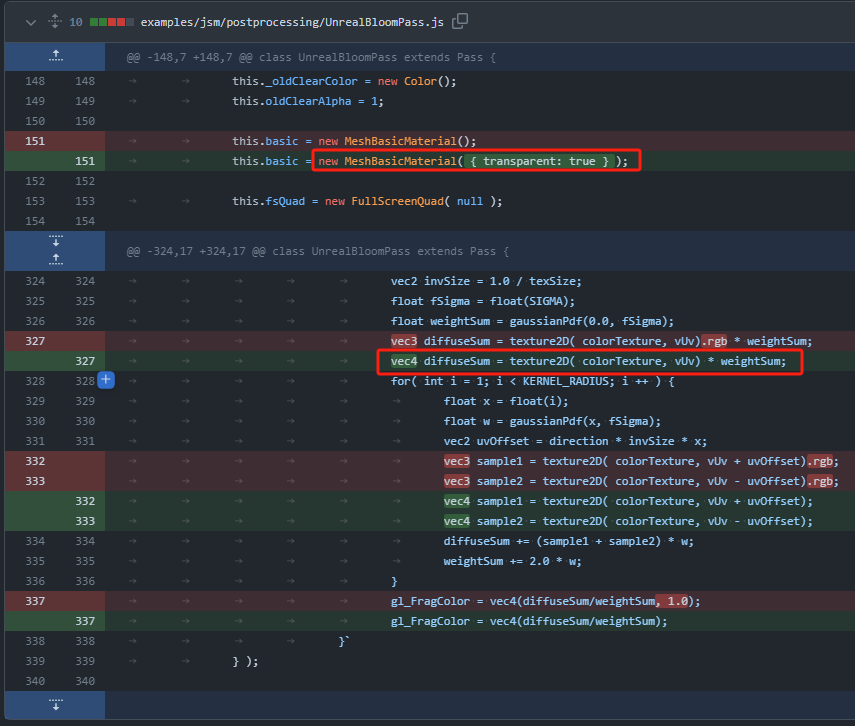 10 examples/jsm/postprocessing/UnrealBloomPass.js
@@ -148,7 +148,7 @@ class UnrealBloomPass extends Pass {
148 148 this._oldClearColor = new Color();
149 149 this.oldClearAlpha = 1;
150 150
151 this.basic = new MeshBasicMaterial();
151 this.basic = new MeshBasicMaterial( { transparent: true } );
152 152
153 153 this.fsQuad = new FullScreenQuad( null );
154 154
@@ -324,17 +324,17 @@ class UnrealBloomPass extends Pass {
324 324 vec2 invSize = 1.0 / texSize;
325 325 float fSigma = float(SIGMA);
326 326 float weightSum = gaussianPdf(0.0, fSigma);
327 vec3 diffuseSum = texture2D( colorTexture, vUv).rgb * weightSum;
327 vec4 diffuseSum = texture2D( colorTexture, vUv) * weightSum;
328 328 for( int i = 1; i < KERNEL_RADIUS; i ++ ) {
329 329 float x = float(i);
330 330 float w = gaussianPdf(x, fSigma);
331 331 vec2 uvOffset = direction * invSize * x;
332 vec3 sample1 = texture2D( colorTexture, vUv + uvOffset).rgb;
333 vec3 sample2 = texture2D( colorTexture, vUv - uvOffset).rgb;
332 vec4 sample1 = texture2D( colorTexture, vUv + uvOffset);
333 vec4 sample2 = texture2D( colorTexture, vUv - uvOffset);
334 334 diffuseSum += (sample1 + sample2) * w;
335 335 weightSum += 2.0 * w;
336 336 }
337 gl_FragColor = vec4(diffuseSum/weightSum, 1.0);
337 gl_FragColor = vec4(diffuseSum/weightSum);
338 338 }`
339 339 } );
340 340